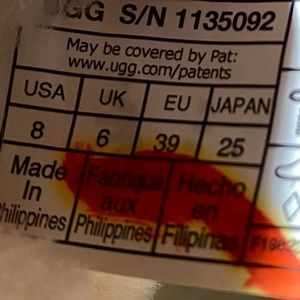 UGG S/N 1135092
May be covered by Pat:
www.ugg.com/patents
USA UK EU JAPAN
8 6 39 25
Made Fabriqué Hecho
In aux en
Philippines Philippines Filipinas